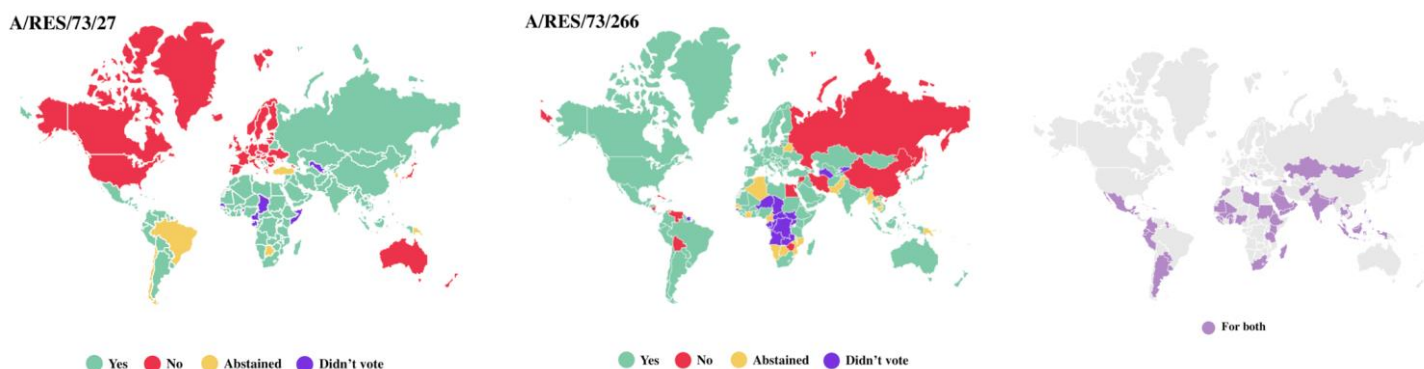 A/RES/73/27
A/RES/73/266
Yes No Abstained Didn’t vote
Yes No Abstained Didn’t vote
For both